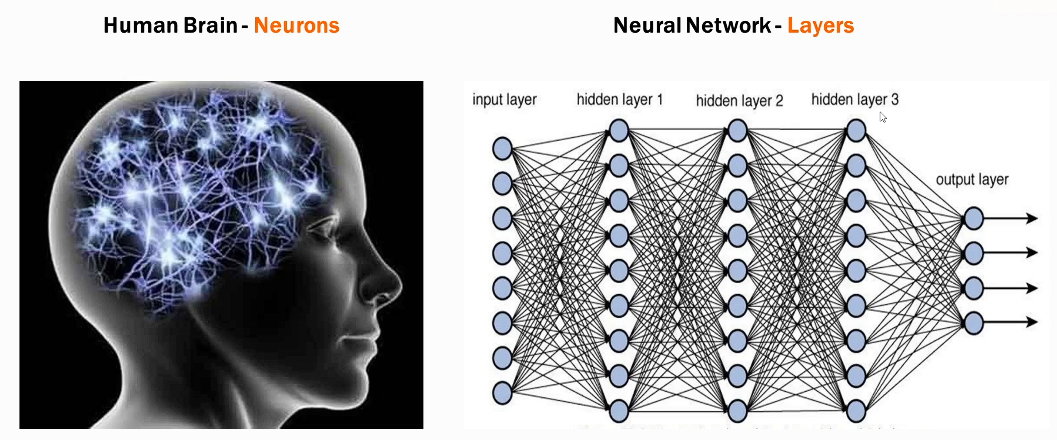 Human Brain - Neurons
Neural Network - Layers
input layer
hidden layer 1
hidden layer 2
hidden layer 3
output layer